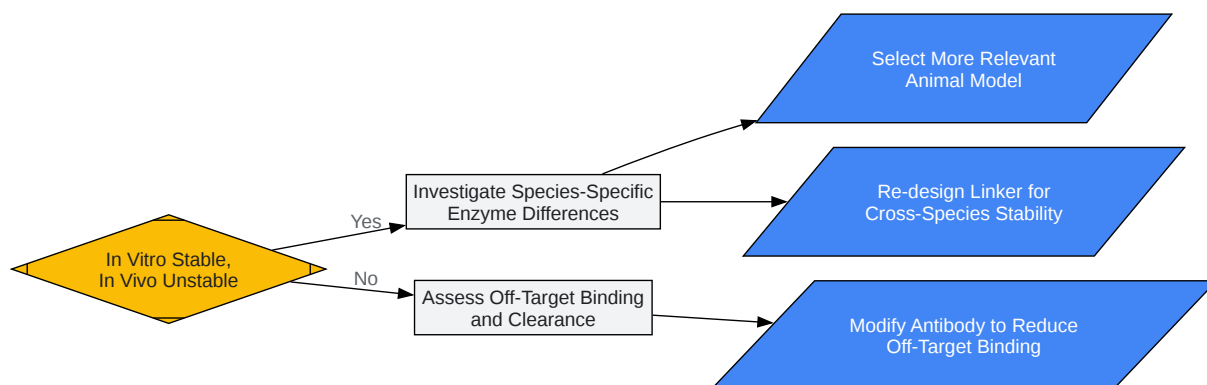 In Vitro Stable,
In Vivo Unstable
Yes
No
Investigate Species-Specific
Enzyme Differences
Assess Off-Target Binding
and Clearance
Select More Relevant
Animal Model
Re-design Linker for
Cross-Species Stability
Modify Antibody to Reduce
Off-Target Binding